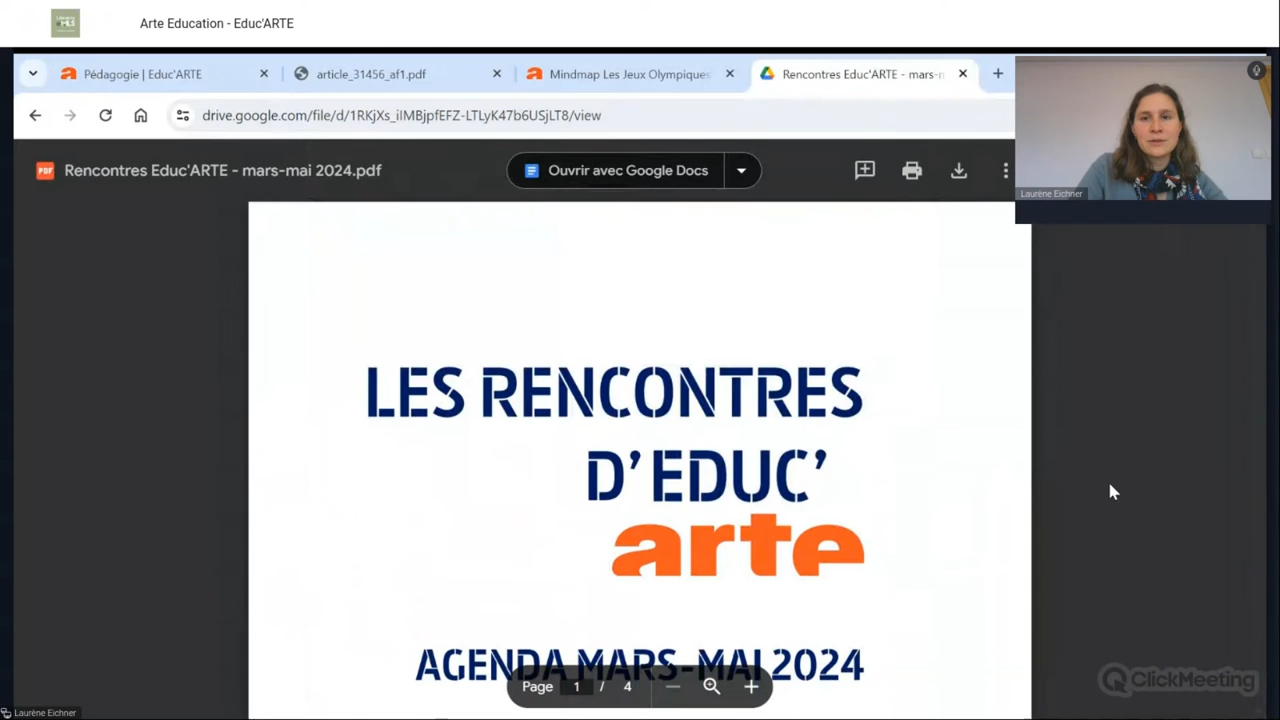 Arte Education - Educ'ARTE
Pédagogie | Educ'ARTE
article_31456_af1.pdf
Mindmap Les Jeux Olympiques
Rencontres Educ'ARTE - mars-m
drive.google.com/file/d/1RKjXs_iIMBjpfEFZ-LTLyK47b6USjLT8/view
PDF
Rencontres Educ'ARTE - mars-mai 2024.pdf
Ouvrir avec Google Docs
Laurène Eichner
LES RENCONTRES
D'EDUC'
arte
AGENDA MARS-MAI 2024
Page 1 / 4
ClickMeeting
Laurène Eichner